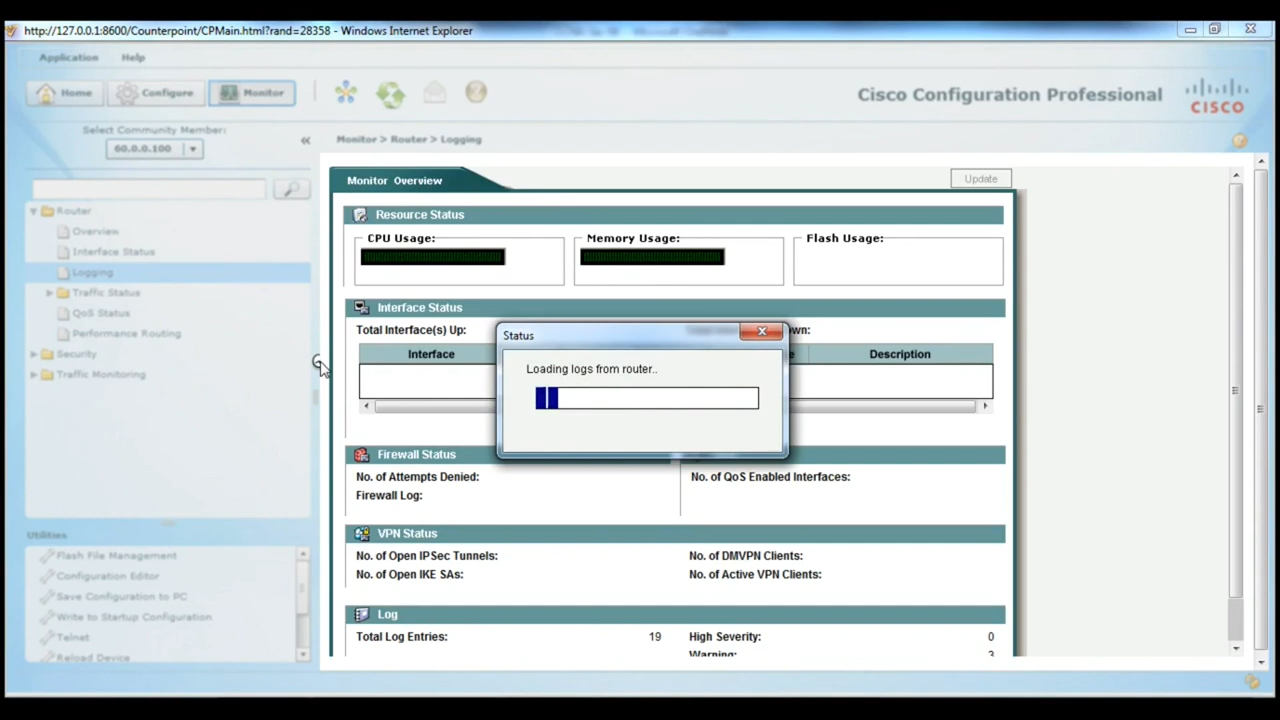 http://127.0.0.1:8600/Counterpoint/CPMain.html?rand=28358 - Windows Internet Explorer
Application Help
Home Configure Monitor
Cisco Configuration Professional
CISCO
Select Community Member:
60.0.0.100
Monitor > Router > Logging
Router
Overview
Interface Status
Logging
Traffic Status
QoS Status
Performance Routing
Security
Traffic Monitoring
Utilities
Flash File Management
Configuration Editor
Save Configuration to PC
Write to Startup Configuration
Telnet
Reload Device
Monitor Overview
Update
Resource Status
CPU Usage: Memory Usage: Flash Usage:
Interface Status
Total Interface(s) Up:
Interface Description
Status
Loading logs from router..
Firewall Status
No. of Attempts Denied: No. of QoS Enabled Interfaces:
Firewall Log:
VPN Status
No. of Open IPSec Tunnels: No. of DMVPN Clients:
No. of Open IKE SAs: No. of Active VPN Clients:
Log
Total Log Entries: 19 High Severity: 0
Warning: 3